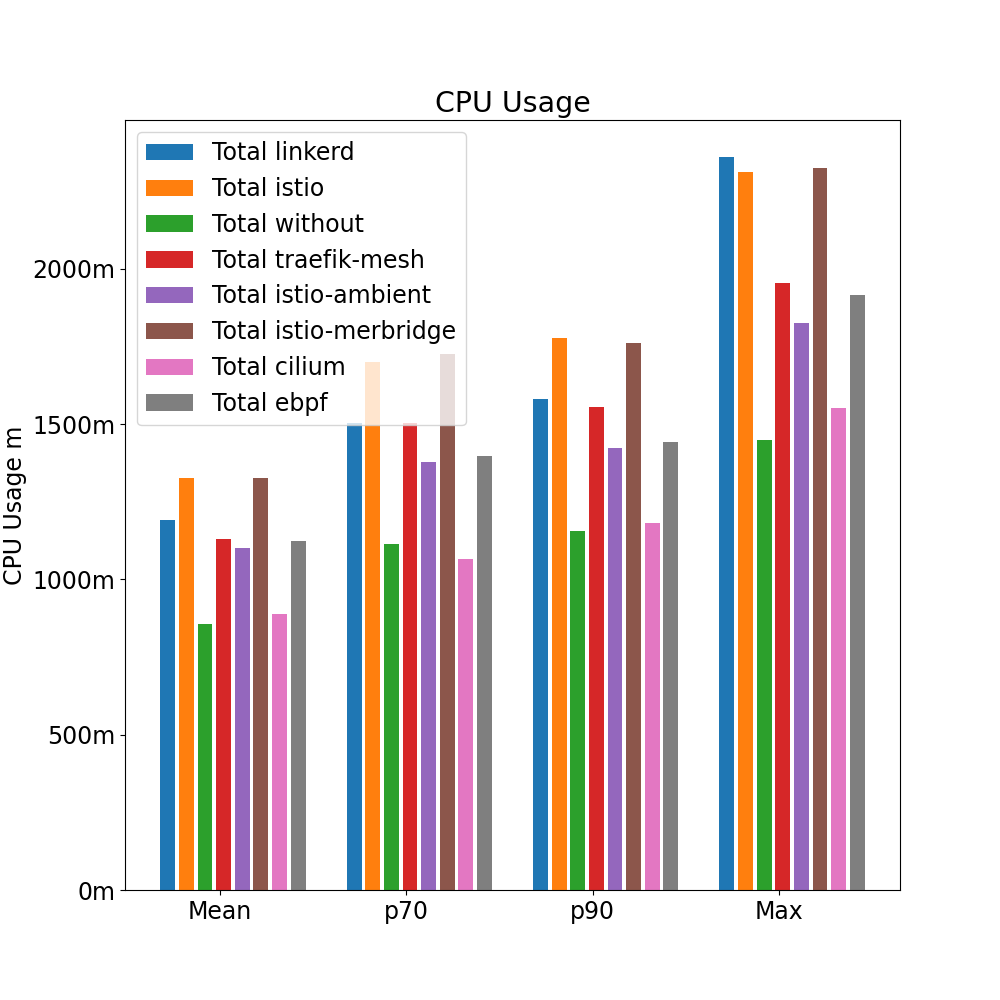 CPU Usage
Total linkerd
Total istio
Total without
Total traefik-mesh
Total istio-ambient
Total istio-merbridge
Total cilium
Total ebpf
CPU Usage m
2000m
1500m
1000m
500m
0m
Mean p70 p90 Max